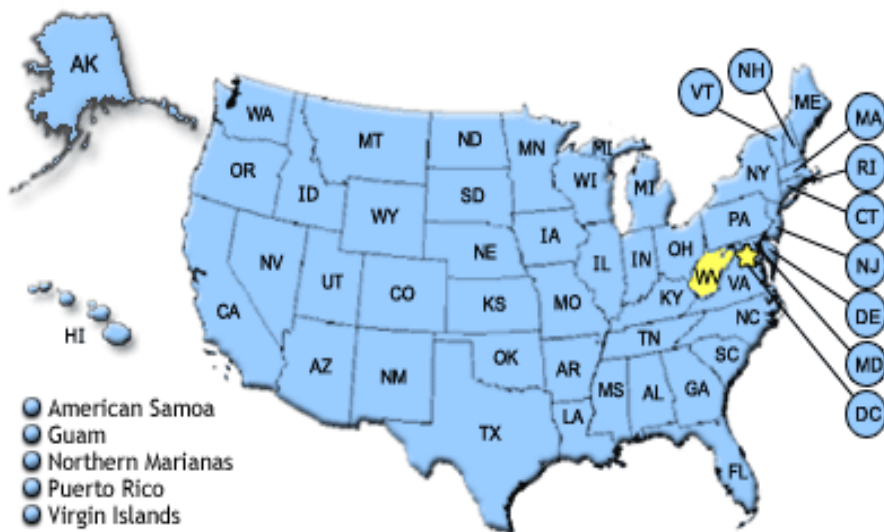 AK
NH
VT
ME
WA
MT
ND
MN
MI
MA
OR
ID
SD
WI
MI
NY
RI
WY
CT
IA
PA
NE
OH
NV
UT
IL
IN
NJ
CO
WV
VA
CA
KS
MO
KY
DE
HI
NC
TN
AZ
NM
OK
AR
SC
MD
MS
AL
GA
DC
American Samoa
LA
TX
Guam
Northern Marianas
FL
Puerto Rico
Virgin Islands